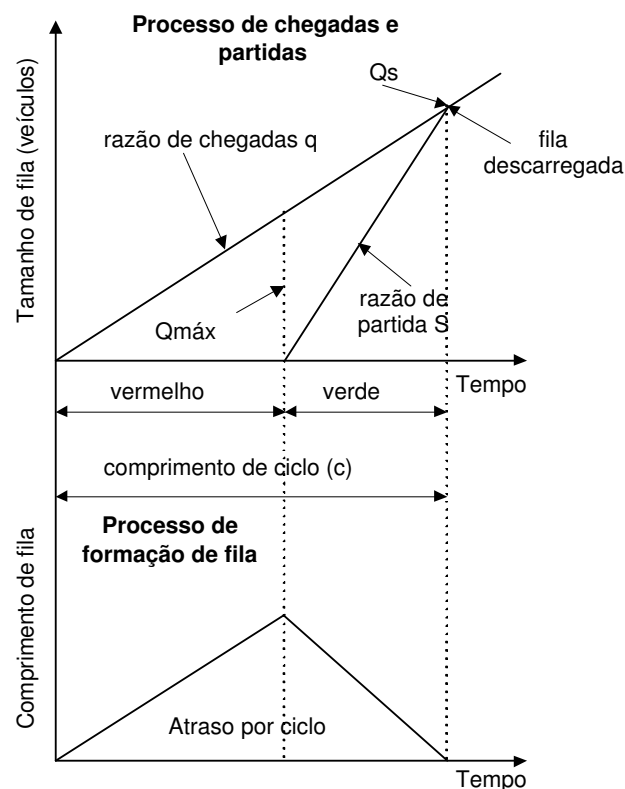 Processo de chegadas e
partidas
Qs
razão de chegadas q
fila
descarregada
Tamanho de fila (veículos)
razão de
partida S
Qmáx
Tempo
vermelho
verde
comprimento de ciclo (c)
Processo de
formação de fila
Comprimento de fila
Atraso por ciclo
Tempo